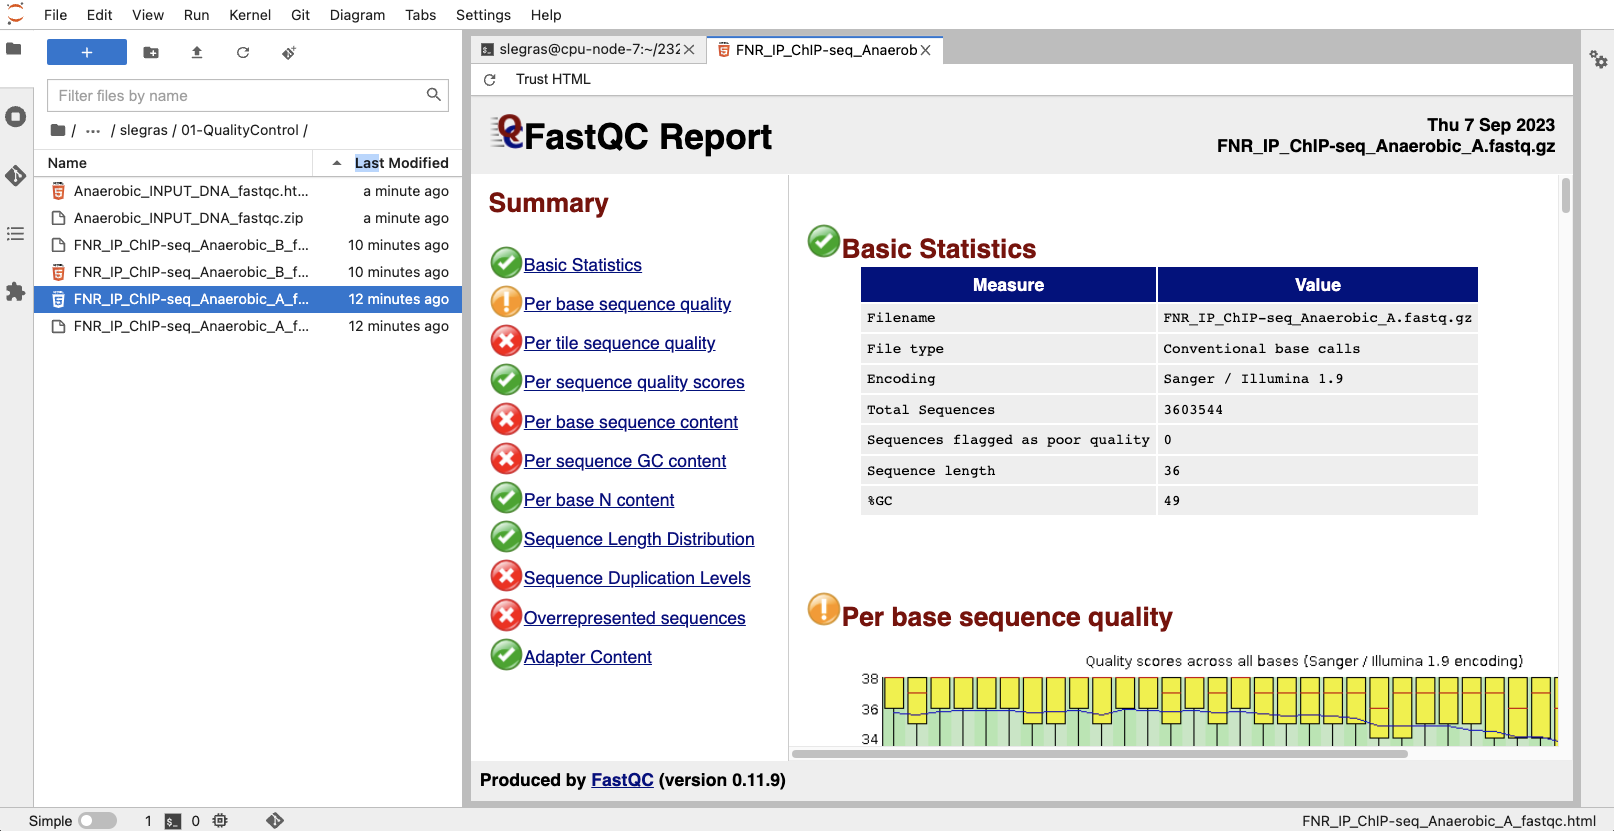 File Edit View Run Kernel Git Diagram Tabs Settings Help
+
Filter files by name
/ ··· / slegras / 01-QualityControl /
Name Last Modified
Anaerobic_INPUT_DNA_fastqc.ht... a minute ago
Anaerobic_INPUT_DNA_fastqc.zip a minute ago
FNR_IP_ChIP-seq_Anaerobic_B_f... 10 minutes ago
FNR_IP_ChIP-seq_Anaerobic_B_f... 10 minutes ago
FNR_IP_ChIP-seq_Anaerobic_A_f... 12 minutes ago
FNR_IP_ChIP-seq_Anaerobic_A_f... 12 minutes ago
slegras@cpu-node-7:~/232 FNR_IP_ChIP-seq_Anaerob
Trust HTML
FastQC Report
Thu 7 Sep 2023
FNR_IP_ChIP-seq_Anaerobic_A.fastq.gz
Summary
Basic Statistics
Per base sequence quality
Per tile sequence quality
Per sequence quality scores
Per base sequence content
Per sequence GC content
Per base N content
Sequence Length Distribution
Sequence Duplication Levels
Overrepresented sequences
Adapter Content
Basic Statistics
Measure Value
Filename FNR_IP_ChIP-seq_Anaerobic_A.fastq.gz
File type Conventional base calls
Encoding Sanger / Illumina 1.9
Total Sequences 3603544
Sequences flagged as poor quality 0
Sequence length 36
%GC 49
Per base sequence quality
Quality scores across all bases (Sanger / Illumina 1.9 encoding)
38
36
34
Produced by FastQC (version 0.11.9)
Simple 1 $_ 0 FNR_IP_ChIP-seq_Anaerobic_A_fastqc.html